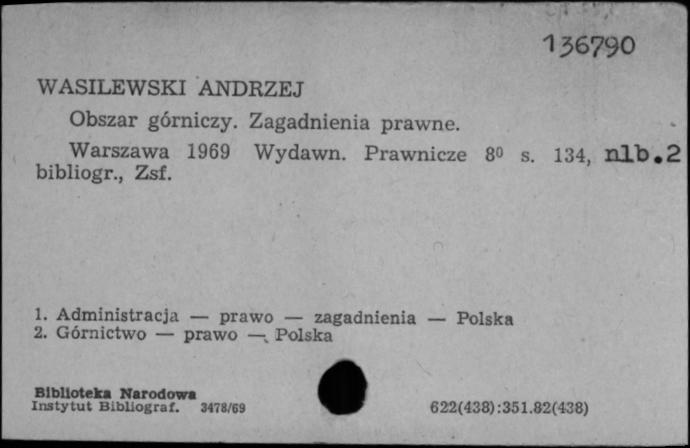 136790
WASILEWSKI ANDRZEJ
Obszar górniczy. Zagadnienia prawne.
Warszawa 1969 Wydawn. Prawnicze 8⁰ s. 134, nlb.2
bibliogr., Zsf.
1. Administracja — prawo — zagadnienia — Polska
2. Górnictwo — prawo — Polska
Biblioteka Narodowa
Instytut Bibliograf. 3478/69
622(438):351.82(438)